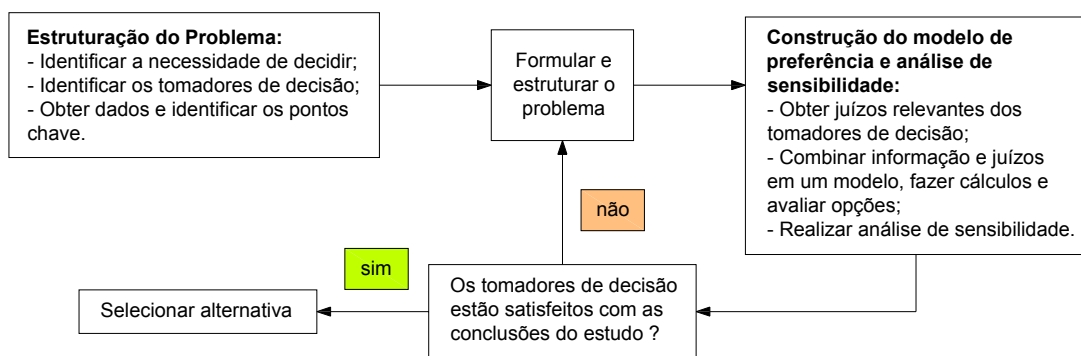 Estruturação do Problema:
- Identificar a necessidade de decidir;
- Identificar os tomadores de decisão;
- Obter dados e identificar os pontos
chave.
Formular e
estruturar o
problema
Construção do modelo de
preferência e análise de
sensibilidade:
- Obter juízos relevantes dos
tomadores de decisão;
- Combinar informação e juízos
em um modelo, fazer cálculos e
avaliar opções;
- Realizar análise de sensibilidade.
não
sim
Os tomadores de decisão
estão satisfeitos com as
conclusões do estudo ?
Selecionar alternativa